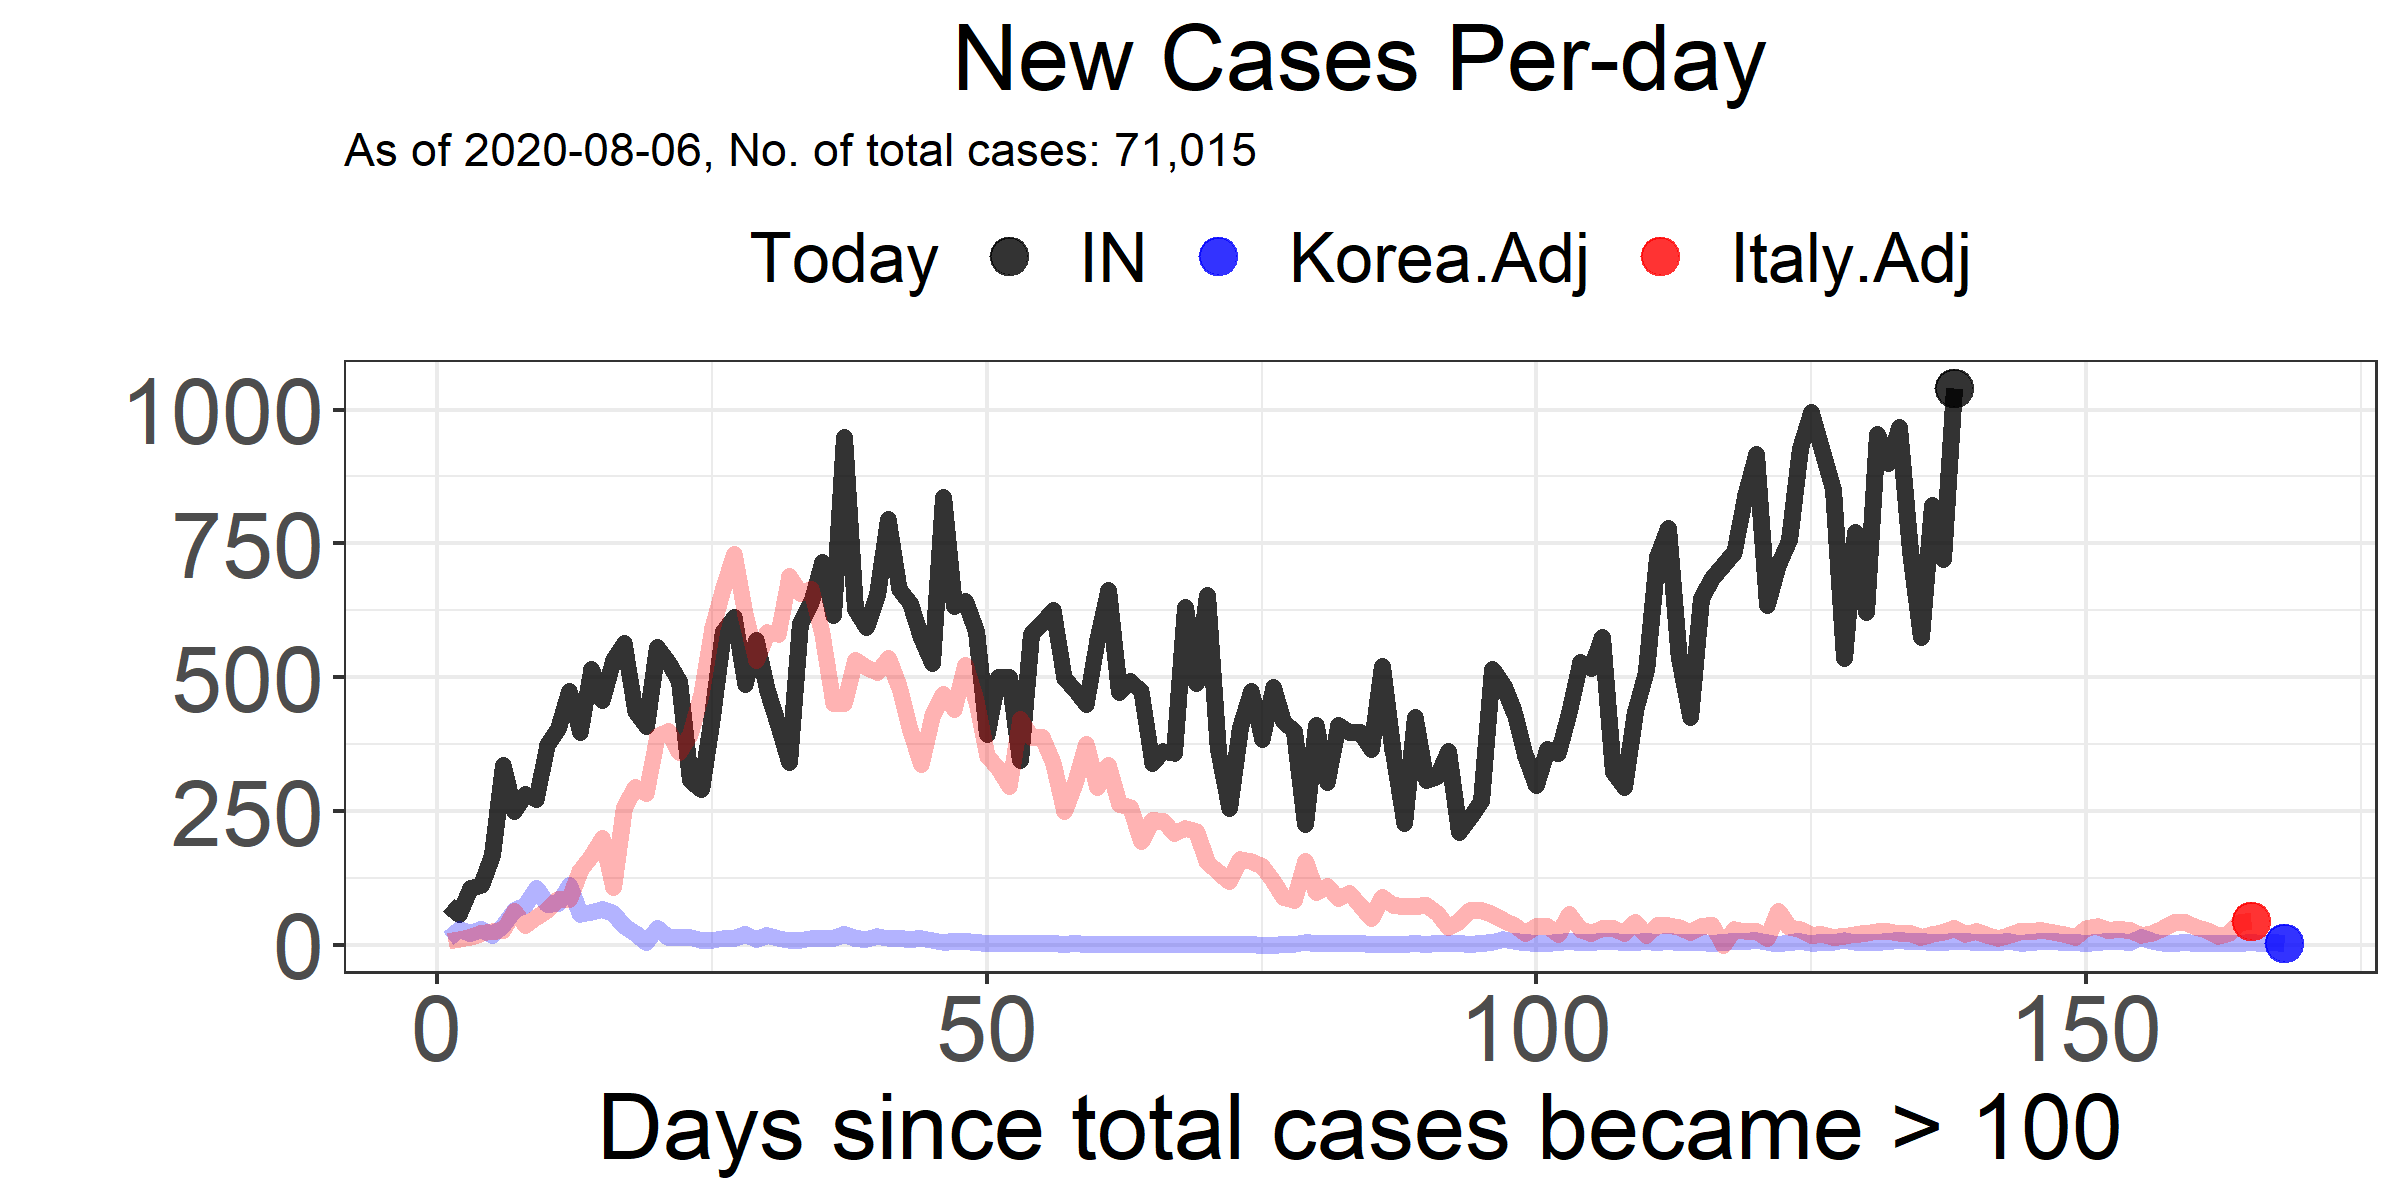 New Cases Per-day
As of 2020-08-06, No. of total cases: 71,015
Today IN Korea.Adj Italy.Adj
1000
750
500
250
0
0 50 100 150
Days since total cases became > 100